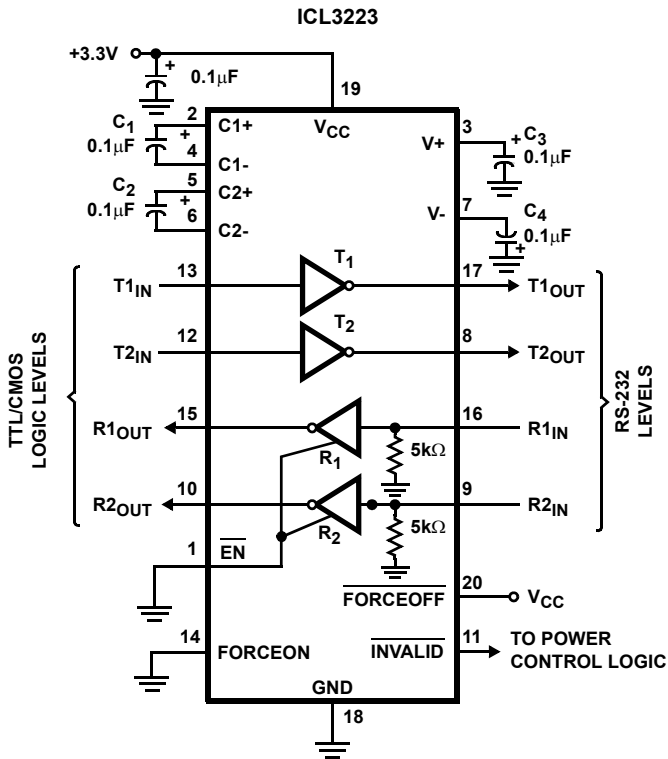 ICL3223
+3.3V
+
0.1μF
19
VCC
2
C1+
C1
0.1μF
+
4
C1-
5
C2+
C2
0.1μF
+
6
C2-
3
V+
+
C3
0.1μF
7
V-
C4
0.1μF
+
TTL/CMOS
LOGIC LEVELS
T1IN
13
T1
17
T1OUT
T2IN
12
T2
8
T2OUT
R1OUT
15
R1
16
R1IN
5kΩ
R2OUT
10
R2
9
R2IN
5kΩ
RS-232
LEVELS
1
EN
FORCEOFF
20
VCC
14
FORCEON
INVALID
11
TO POWER
CONTROL LOGIC
GND
18